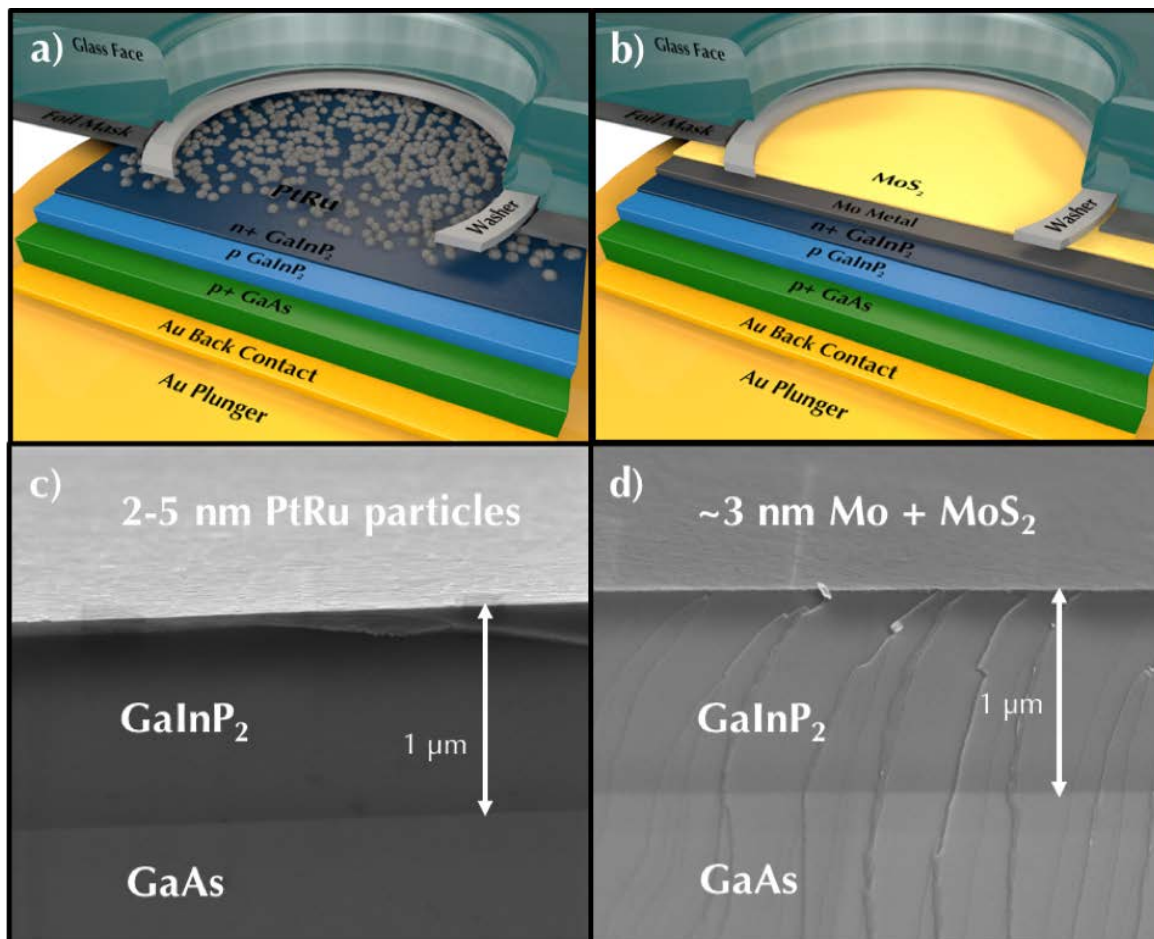 a)
Glass Face
Foil Mask
PtRu
Washer
n+ GaInP₂
p GaInP₂
p+ GaAs
Au Back Contact
Au Plunger
b)
Glass Face
Foil Mask
MoS₂
Mo Metal
Washer
n+ GaInP₂
p GaInP₂
p+ GaAs
Au Back Contact
Au Plunger
c)
2-5 nm PtRu particles
GaInP₂
1 μm
GaAs
d)
~3 nm Mo + MoS₂
GaInP₂
1 μm
GaAs